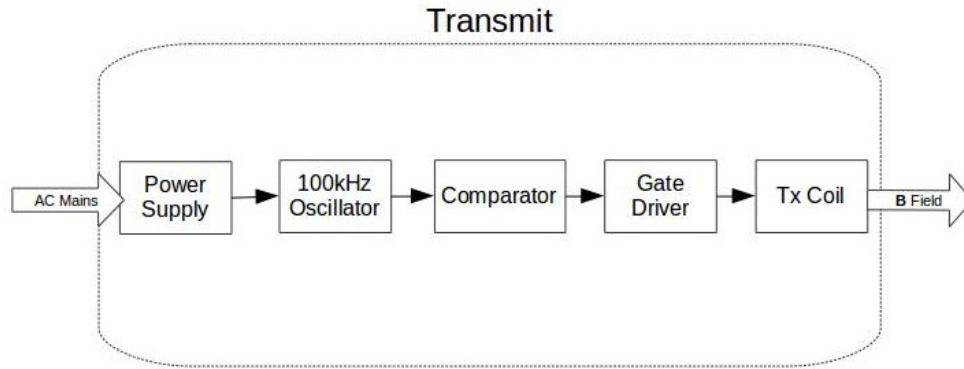 Transmit
AC Mains
Power
Supply
100kHz
Oscillator
Comparator
Gate
Driver
Tx Coil
B Field